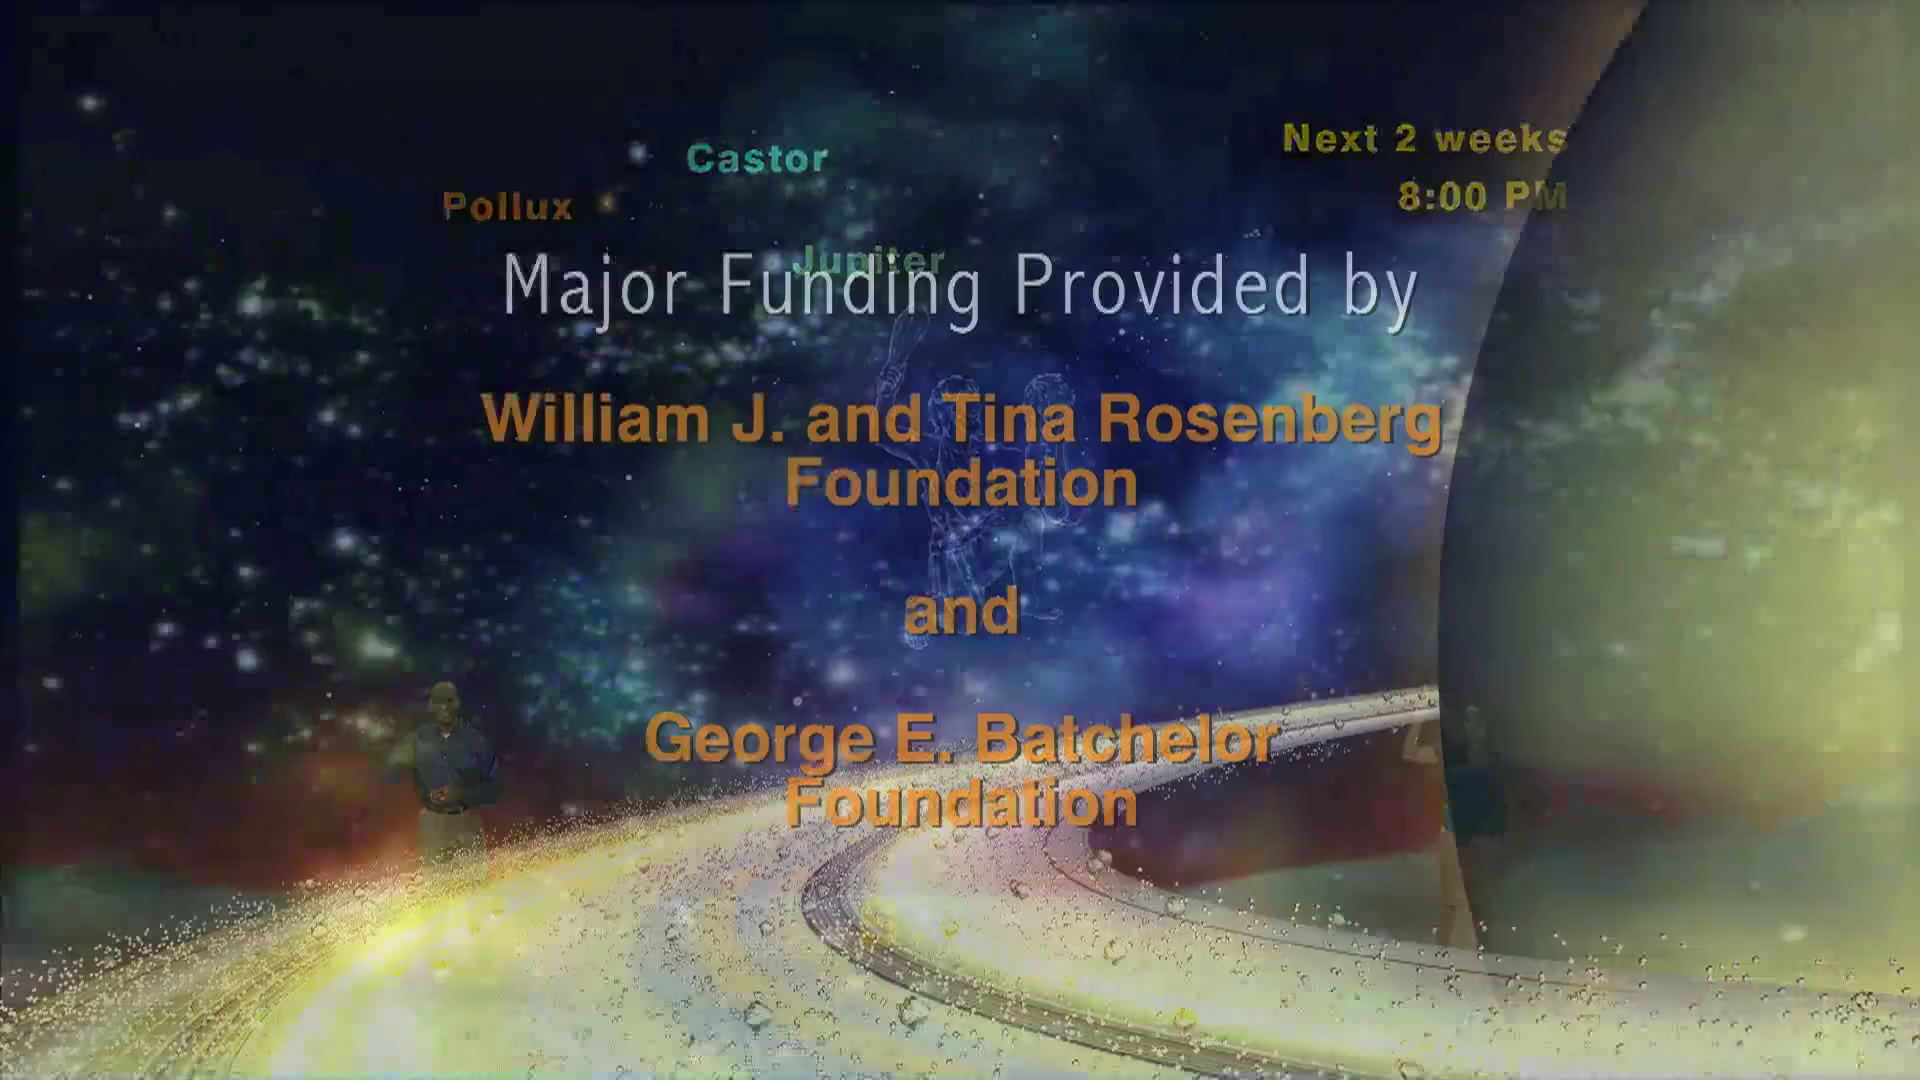 Next 2 weeks
Castor
8:00 PM
Pollux
Jupiter
Major Funding Provided by
William J. and Tina Rosenberg
Foundation
and
George E. Batchelor
Foundation